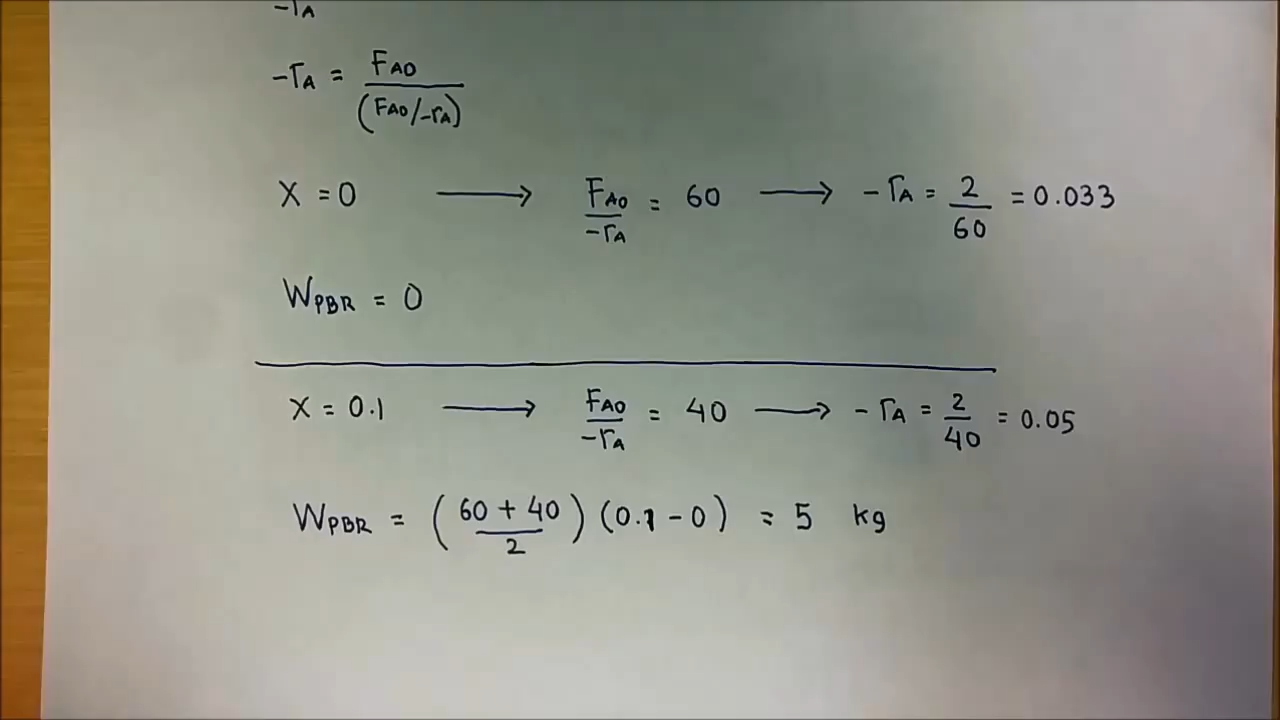 -rA
-rA = FA0 / (FA0/-rA)
X = 0 ⟶ FA0 / -rA = 60 ⟶ -rA = 2 / 60 = 0.033
WPBR = 0
X = 0.1 ⟶ FA0 / -rA = 40 ⟶ -rA = 2 / 40 = 0.05
WPBR = ( 60 + 40 / 2 ) (0.1 - 0) = 5 kg